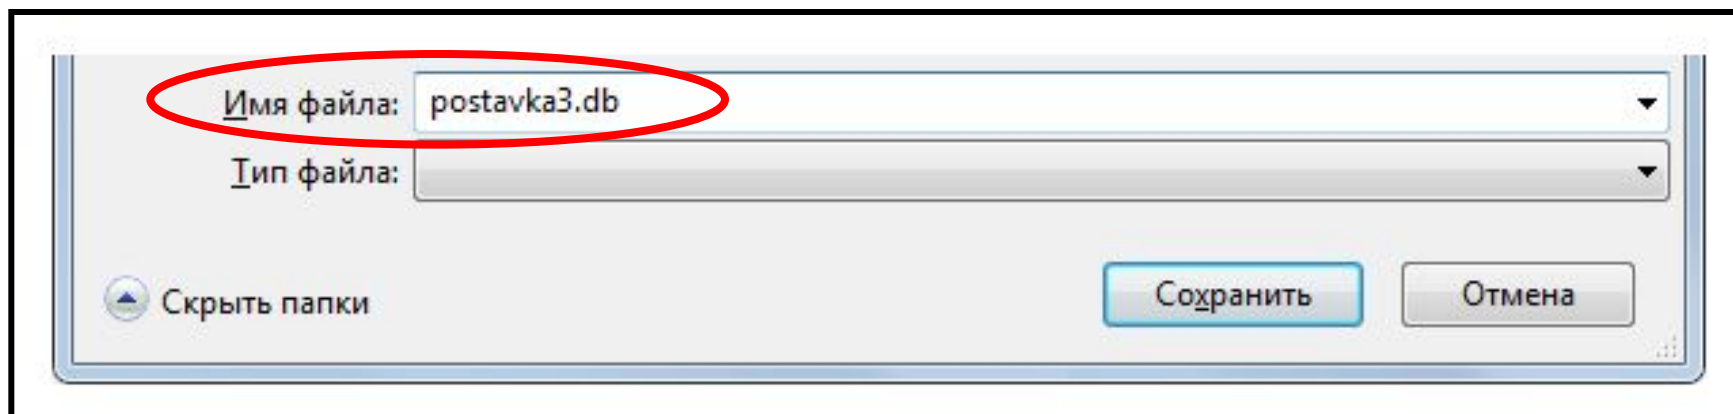 Имя файла: postavka3.db
Тип файла:
Скрыть папки Сохранить Отмена